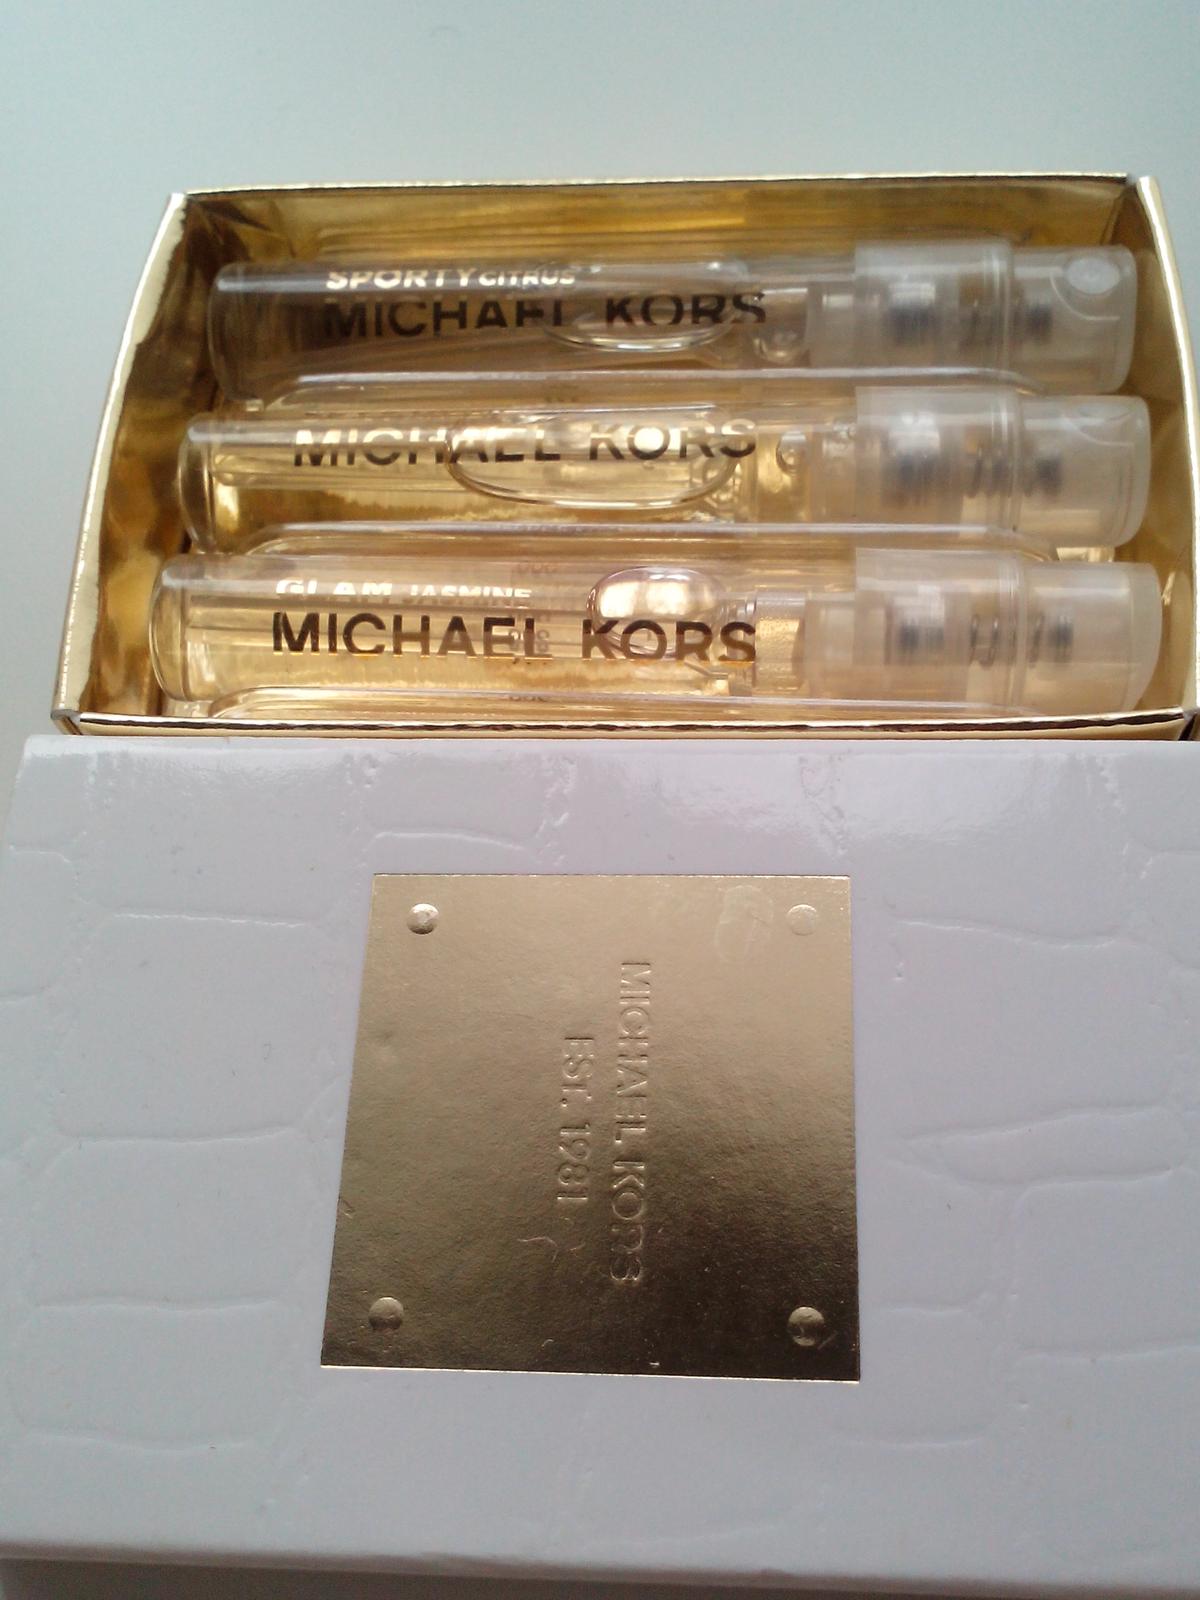 SPORTY CITRUS
MICHAEL KORS
MICHAEL KORS
GLAM JASMINE
MICHAEL KORS
MICHAEL KORS
EST. 1981